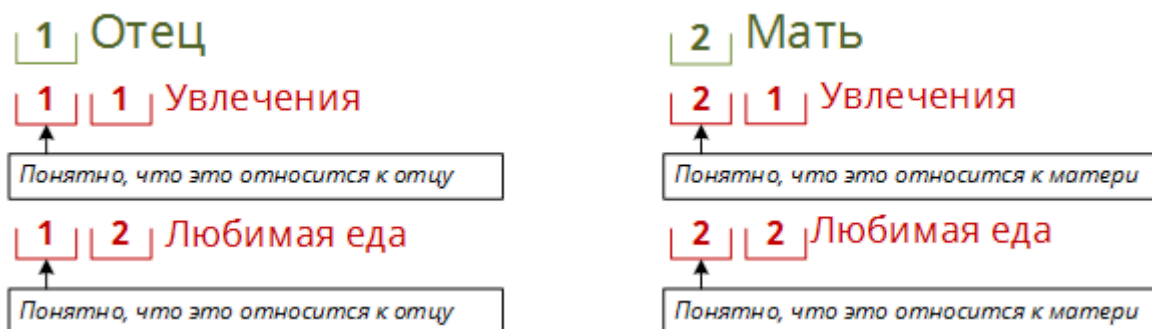 1 Отец
1 1 Увлечения
Понятно, что это относится к отцу
1 2 Любимая еда
Понятно, что это относится к отцу
2 Мать
2 1 Увлечения
Понятно, что это относится к матери
2 2 Любимая еда
Понятно, что это относится к матери